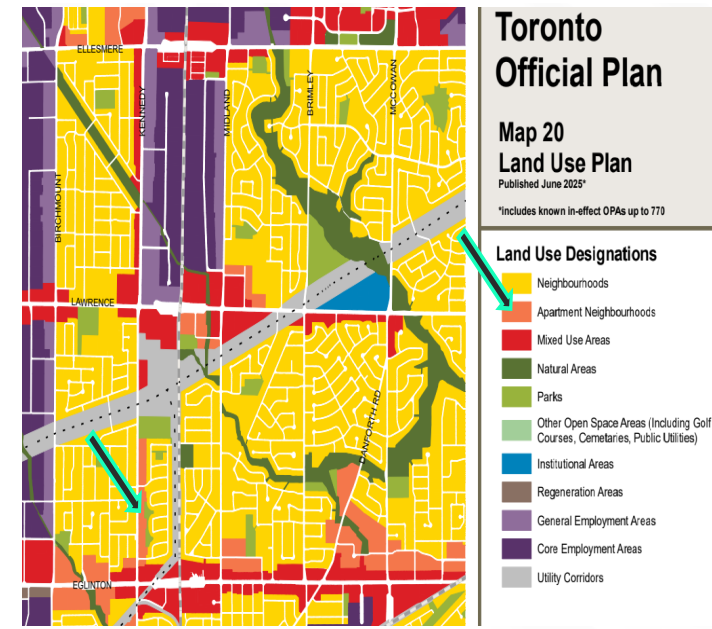 Toronto
Official Plan
Map 20
Land Use Plan
Published June 2025*
*includes known in-effect OPAs up to 770
Land Use Designations
Neighbourhoods
Apartment Neighbourhoods
Mixed Use Areas
Natural Areas
Parks
Other Open Space Areas (Including Golf
Courses, Cemetaries, Public Utilities)
Institutional Areas
Regeneration Areas
General Employment Areas
Core Employment Areas
Utility Corridors
ELLESMERE
KENNEDY
MIDLAND
BRIMLEY
MCCOWAN
BIRCHMOUNT
LAWRENCE
DANFORTH RD
EGLINTON